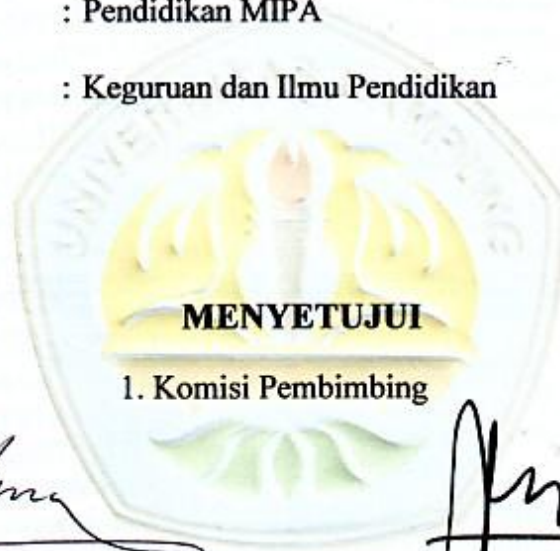 : Pendidikan MIPA
: Keguruan dan Ilmu Pendidikan
MENYETUJUI
1. Komisi Pembimbing